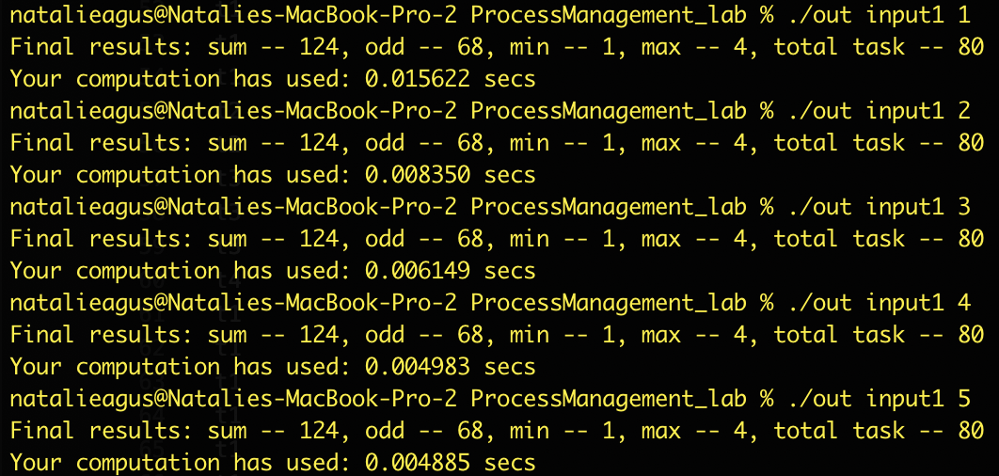 natalieagus@Natalies-MacBook-Pro-2 ProcessManagement_lab % ./out input1 1
Final results: sum -- 124, odd -- 68, min -- 1, max -- 4, total task -- 80
Your computation has used: 0.015622 secs
natalieagus@Natalies-MacBook-Pro-2 ProcessManagement_lab % ./out input1 2
Final results: sum -- 124, odd -- 68, min -- 1, max -- 4, total task -- 80
Your computation has used: 0.008350 secs
natalieagus@Natalies-MacBook-Pro-2 ProcessManagement_lab % ./out input1 3
Final results: sum -- 124, odd -- 68, min -- 1, max -- 4, total task -- 80
Your computation has used: 0.006149 secs
natalieagus@Natalies-MacBook-Pro-2 ProcessManagement_lab % ./out input1 4
Final results: sum -- 124, odd -- 68, min -- 1, max -- 4, total task -- 80
Your computation has used: 0.004983 secs
natalieagus@Natalies-MacBook-Pro-2 ProcessManagement_lab % ./out input1 5
Final results: sum -- 124, odd -- 68, min -- 1, max -- 4, total task -- 80
Your computation has used: 0.004885 secs